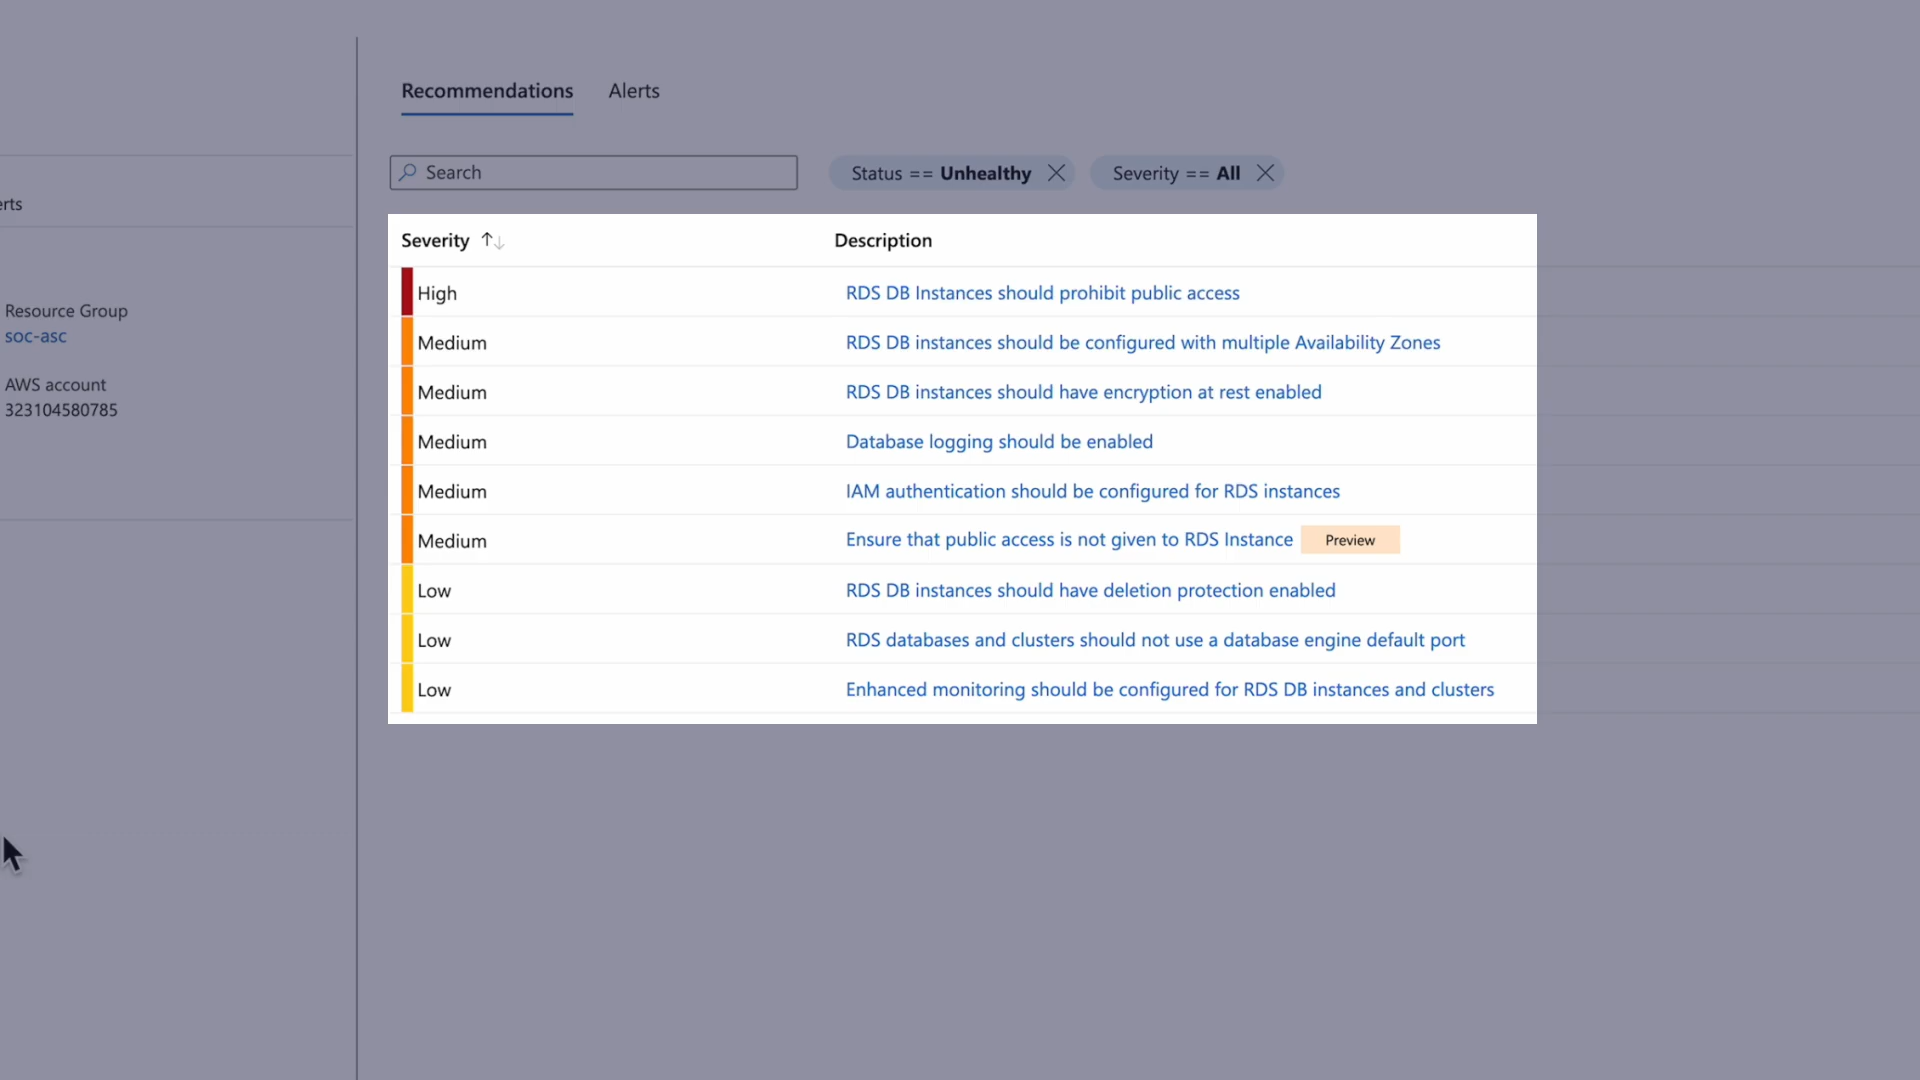 Recommendations Alerts
Search
Status == Unhealthy
Severity == All
erts
Resource Group
soc-asc
AWS account
323104580785
Severity Description
High RDS DB Instances should prohibit public access
Medium RDS DB instances should be configured with multiple Availability Zones
Medium RDS DB instances should have encryption at rest enabled
Medium Database logging should be enabled
Medium IAM authentication should be configured for RDS instances
Medium Ensure that public access is not given to RDS Instance Preview
Low RDS DB instances should have deletion protection enabled
Low RDS databases and clusters should not use a database engine default port
Low Enhanced monitoring should be configured for RDS DB instances and clusters